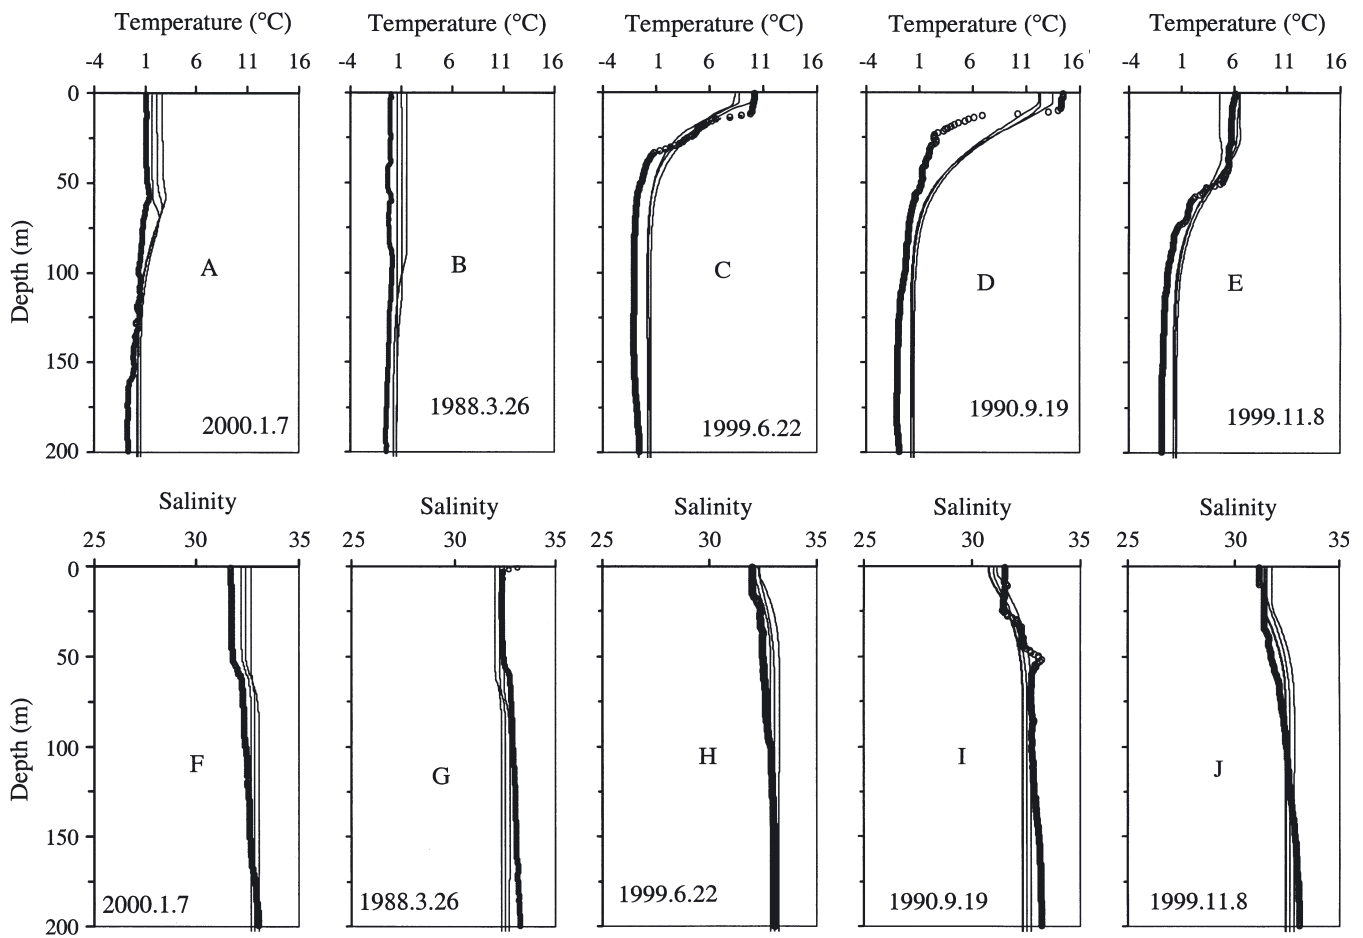 Temperature (°C) Temperature (°C) Temperature (°C) Temperature (°C) Temperature (°C)
-4 1 6 11 16 -4 1 6 11 16 -4 1 6 11 16 -4 1 6 11 16 -4 1 6 11 16
0
50
100
150
200
Depth (m)
A B C D E
2000.1.7 1988.3.26 1999.6.22 1990.9.19 1999.11.8
Salinity Salinity Salinity Salinity Salinity
25 30 35 25 30 35 25 30 35 25 30 35 25 30 35
0
50
100
150
200
Depth (m)
F G H I J
2000.1.7 1988.3.26 1999.6.22 1990.9.19 1999.11.8